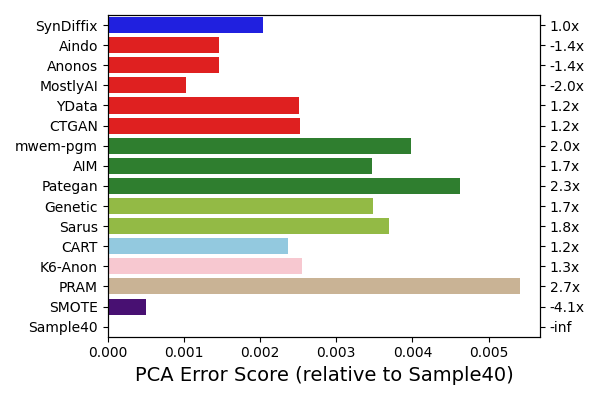 SynDiffix 1.0x
Aindo -1.4x
Anonos -1.4x
MostlyAI -2.0x
YData 1.2x
CTGAN 1.2x
mwem-pgm 2.0x
AIM 1.7x
Pategan 2.3x
Genetic 1.7x
Sarus 1.8x
CART 1.2x
K6-Anon 1.3x
PRAM 2.7x
SMOTE -4.1x
Sample40 -inf
0.000 0.001 0.002 0.003 0.004 0.005
PCA Error Score (relative to Sample40)